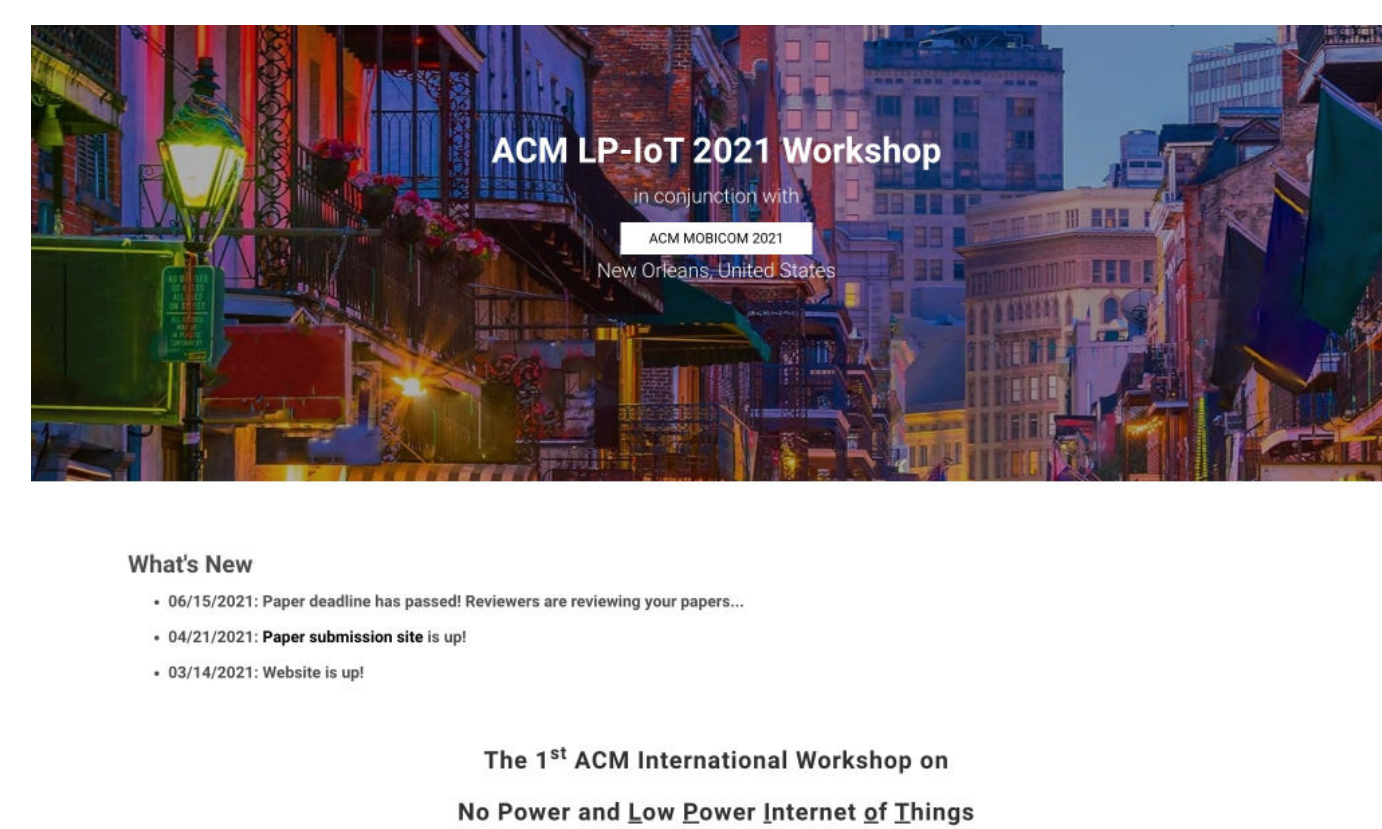 ACM LP-IoT 2021 Workshop
in conjunction with
ACM MOBICOM 2021
New Orleans, United States
What's New
• 06/15/2021: Paper deadline has passed! Reviewers are reviewing your papers...
• 04/21/2021: Paper submission site is up!
• 03/14/2021: Website is up!
The 1st ACM International Workshop on
No Power and Low Power Internet of Things